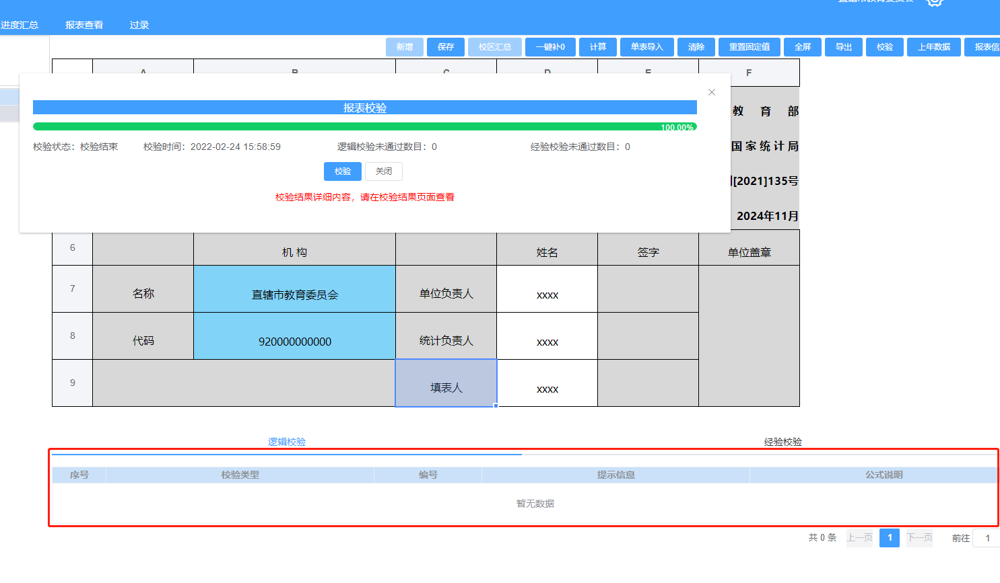 进度汇总 报表查看 过录
新增 保存 校区汇总 一键补0 计算 单表导入 清除 重置固定值 全屏 导出 校验 上年数据 报表信
A B C D E F
报表校验
100.00%
校验状态：校验结束 校验时间：2022-02-24 15:58:59 逻辑校验未通过数目：0 经验校验未通过数目：0
校验 关闭
校验结果详细内容，请在校验结果页面查看
教 育 部
国 家 统 计 局
[2021]135号
2024年11月
6 机 构 姓名 签字 单位盖章
7 名称 直辖市教育委员会 单位负责人 xxxx
8 代码 920000000000 统计负责人 xxxx
9 填表人 xxxx
逻辑校验 经验校验
序号 校验类型 编号 提示信息 公式说明
暂无数据
共 0 条 上一页 1 下一页 前往 1